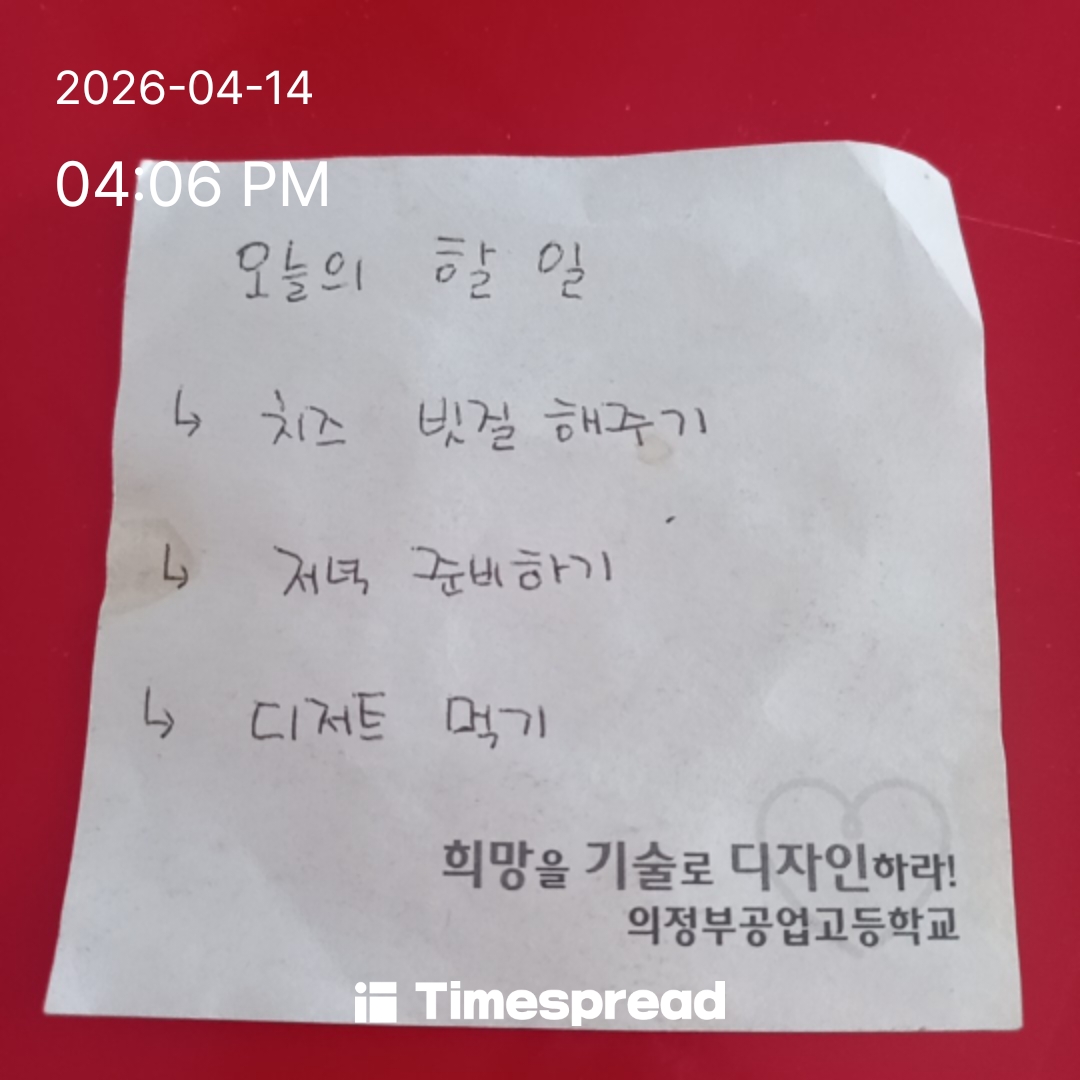 2026-04-14
04:06 PM
오늘의 할 일
↳ 치즈 빗질 해주기
↳ 저녁 준비하기
↳ 디저트 먹기
희망을 기술로 디자인하라!
의정부공업고등학교
Timespread